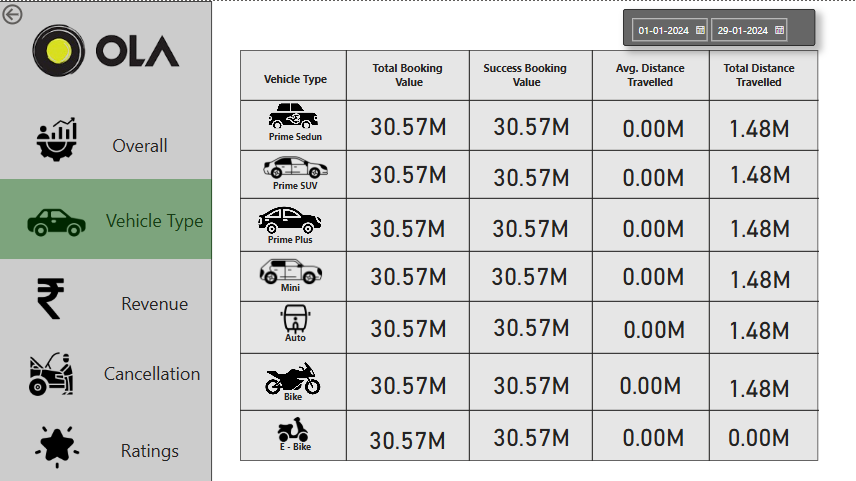 OLA
01-01-2024 29-01-2024
Overall
Vehicle Type
Revenue
Cancellation
Ratings
Vehicle Type Total Booking Value Success Booking Value Avg. Distance Travelled Total Distance Travelled
Prime Sedun 30.57M 30.57M 0.00M 1.48M
Prime SUV 30.57M 30.57M 0.00M 1.48M
Prime Plus 30.57M 30.57M 0.00M 1.48M
Mini 30.57M 30.57M 0.00M 1.48M
Auto 30.57M 30.57M 0.00M 1.48M
Bike 30.57M 30.57M 0.00M 1.48M
E - Bike 30.57M 30.57M 0.00M 0.00M